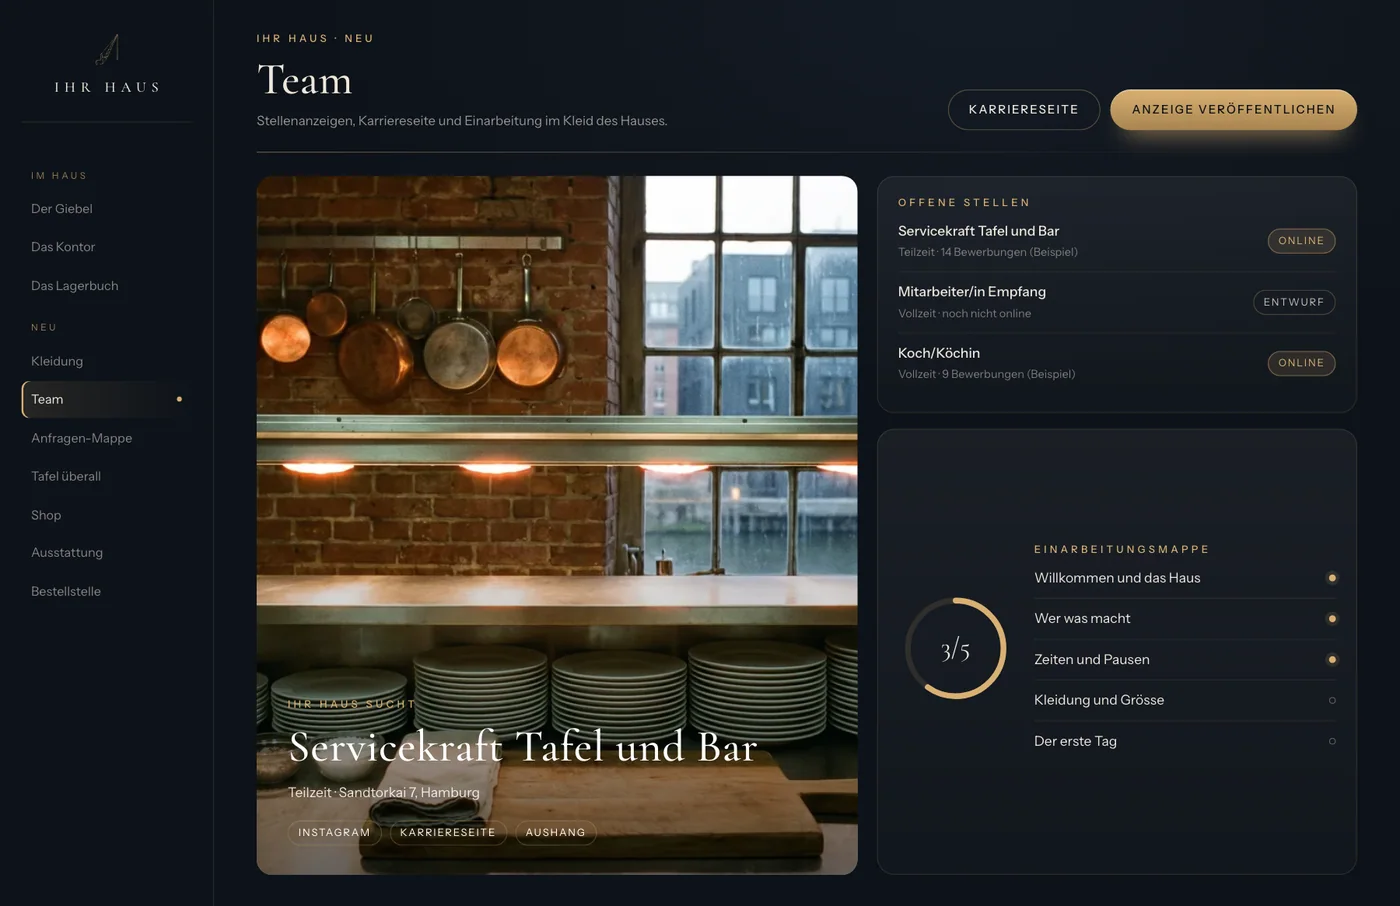 IHR HAUS
IM HAUS
Der Giebel
Das Kontor
Das Lagerbuch
NEU
Kleidung
Team
Anfragen-Mappe
Tafel überall
Shop
Ausstattung
Bestellstelle
IHR HAUS · NEU
Team
Stellenanzeigen, Karriereseite und Einarbeitung im Kleid des Hauses.
KARRIERESEITE
ANZEIGE VERÖFFENTLICHEN
IHR HAUS SUCHT
Servicekraft Tafel und Bar
Teilzeit · Sandtorkai 7, Hamburg
INSTAGRAM
KARRIERESEITE
AUSHANG
OFFENE STELLEN
Servicekraft Tafel und Bar
Teilzeit · 14 Bewerbungen (Beispiel)
ONLINE
Mitarbeiter/in Empfang
Vollzeit · noch nicht online
ENTWURF
Koch/Köchin
Vollzeit · 9 Bewerbungen (Beispiel)
ONLINE
3/5
EINARBEITUNGSMAPPE
Willkommen und das Haus
Wer was macht
Zeiten und Pausen
Kleidung und Grösse
Der erste Tag